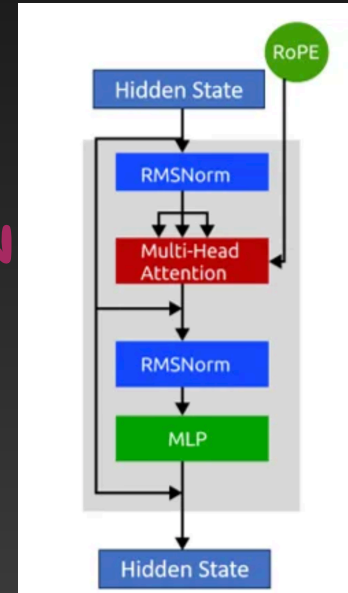 RoPE
Hidden State
RMSNorm
Multi-Head
Attention
RMSNorm
MLP
Hidden State